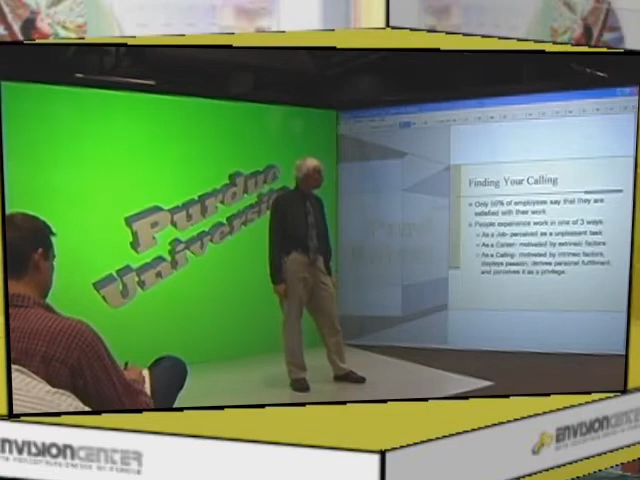 Purdue
University
Finding Your Calling
Only 50% of employees say that they are
satisfied with their work
People experience work in one of 3 ways
As a Job- perceived as a unpleasant task
As a Career- motivated by extrinsic factors
As a Calling- motivated by intrinsic factors,
displays passion, derives personal fulfillment,
and perceives it as a privilege.
NVISIONCENTER
ENVISIONCENTER